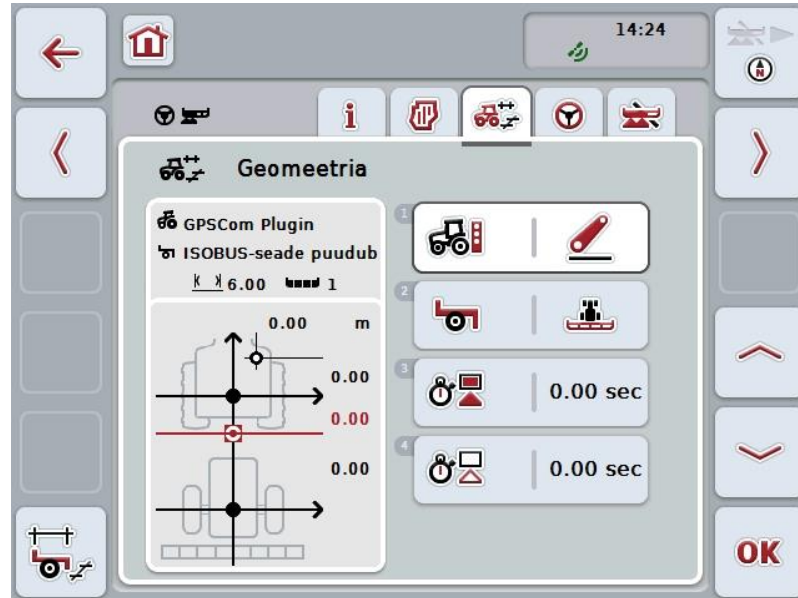 14:24
N
i
Geomeetria
GPSCom Plugin
ISOBUS-seade puudub
6.00 1
0.00 m
0.00
0.00
0.00
1
2
3
0.00 sec
4
0.00 sec
OK